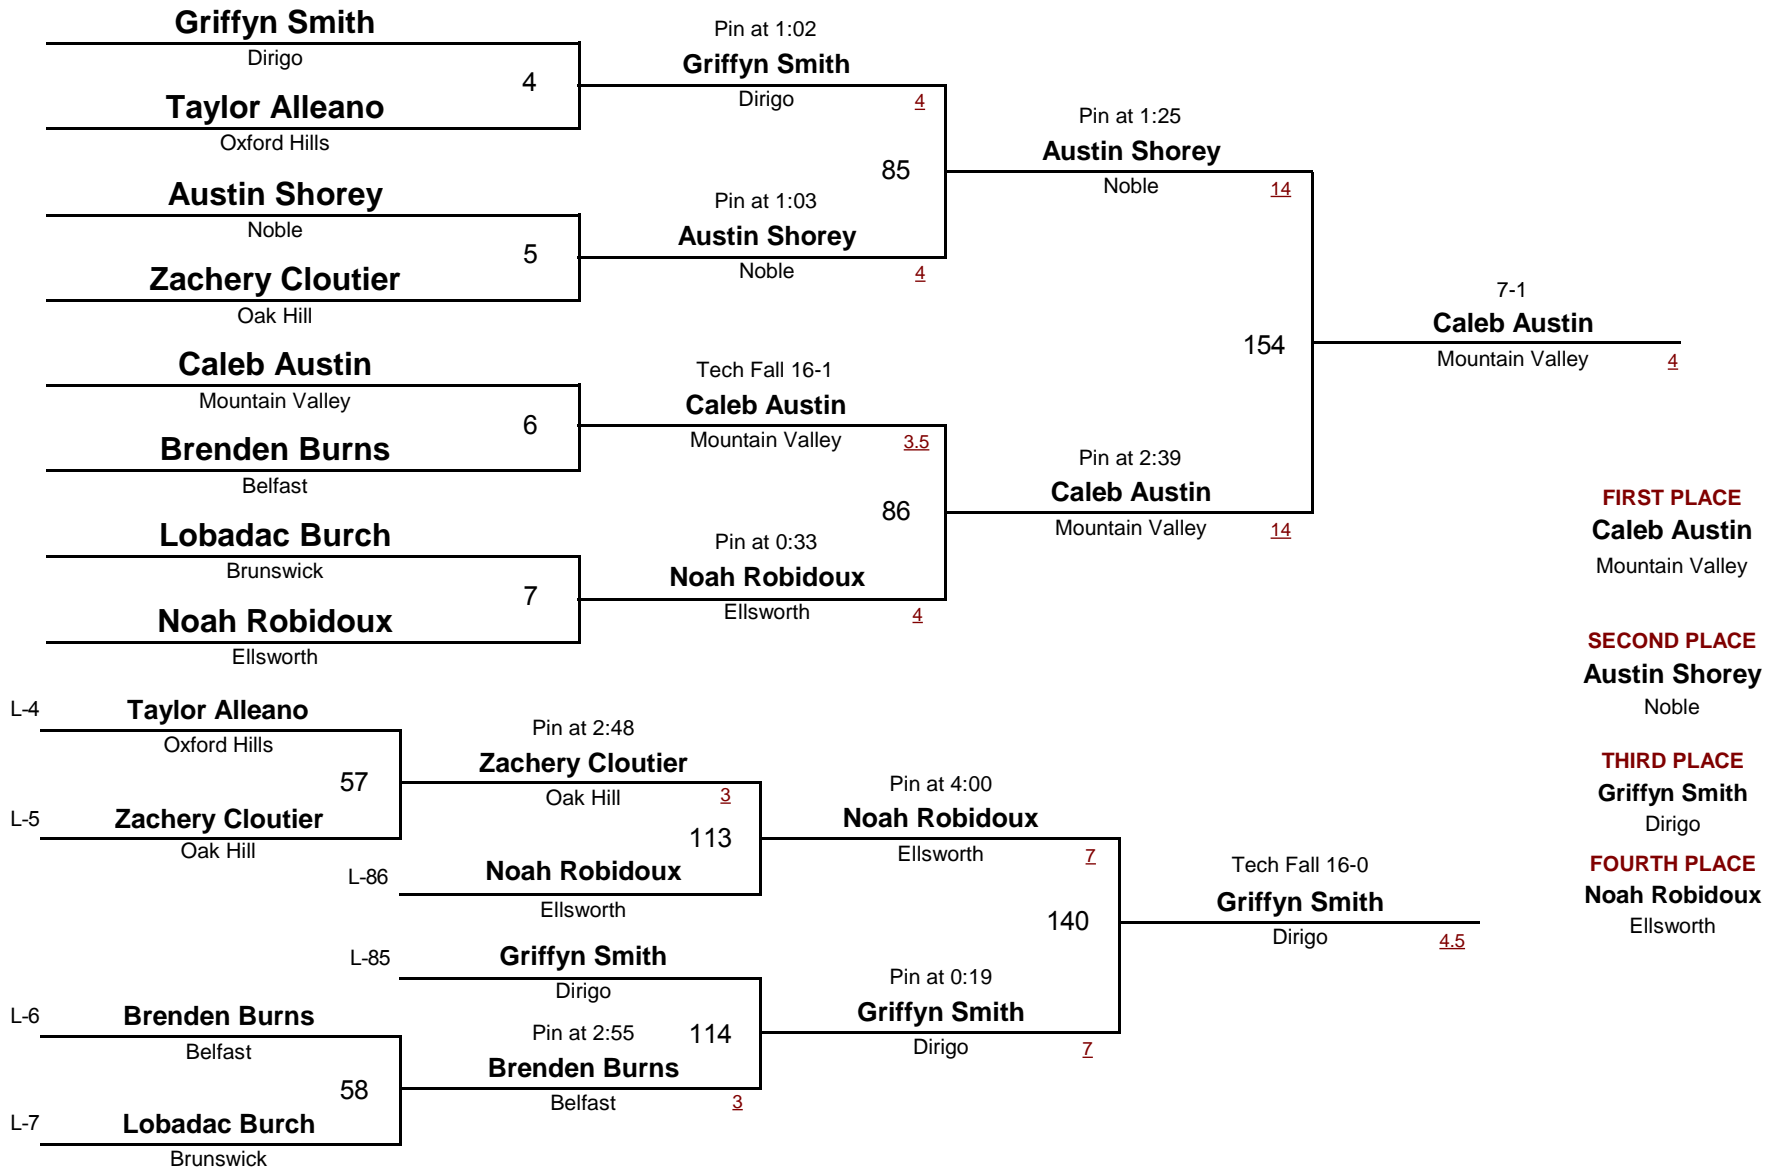 Griffyn Smith
Dirigo
4
Taylor Alleano
Oxford Hills
Austin Shorey
Noble
5
Zachery Cloutier
Oak Hill
Caleb Austin
Mountain Valley
6
Brenden Burns
Belfast
Lobadac Burch
Brunswick
7
Noah Robidoux
Ellsworth
Pin at 1:02
Griffyn Smith
Dirigo 4
85
Pin at 1:03
Austin Shorey
Noble 4
Tech Fall 16-1
Caleb Austin
Mountain Valley 3.5
86
Pin at 0:33
Noah Robidoux
Ellsworth 4
Pin at 1:25
Austin Shorey
Noble 14
154
Pin at 2:39
Caleb Austin
Mountain Valley 14
7-1
Caleb Austin
Mountain Valley 4
FIRST PLACE
Caleb Austin
Mountain Valley
SECOND PLACE
Austin Shorey
Noble
THIRD PLACE
Griffyn Smith
Dirigo
FOURTH PLACE
Noah Robidoux
Ellsworth
L-4 Taylor Alleano
Oxford Hills
57
L-5 Zachery Cloutier
Oak Hill
Pin at 2:48
Zachery Cloutier
Oak Hill 3
113
L-86 Noah Robidoux
Ellsworth
L-85 Griffyn Smith
Dirigo
L-6 Brenden Burns
Belfast
58
L-7 Lobadac Burch
Brunswick
Pin at 2:55 114
Brenden Burns
Belfast 3
Pin at 4:00
Noah Robidoux
Ellsworth 7
140
Pin at 0:19
Griffyn Smith
Dirigo 7
Tech Fall 16-0
Griffyn Smith
Dirigo 4.5